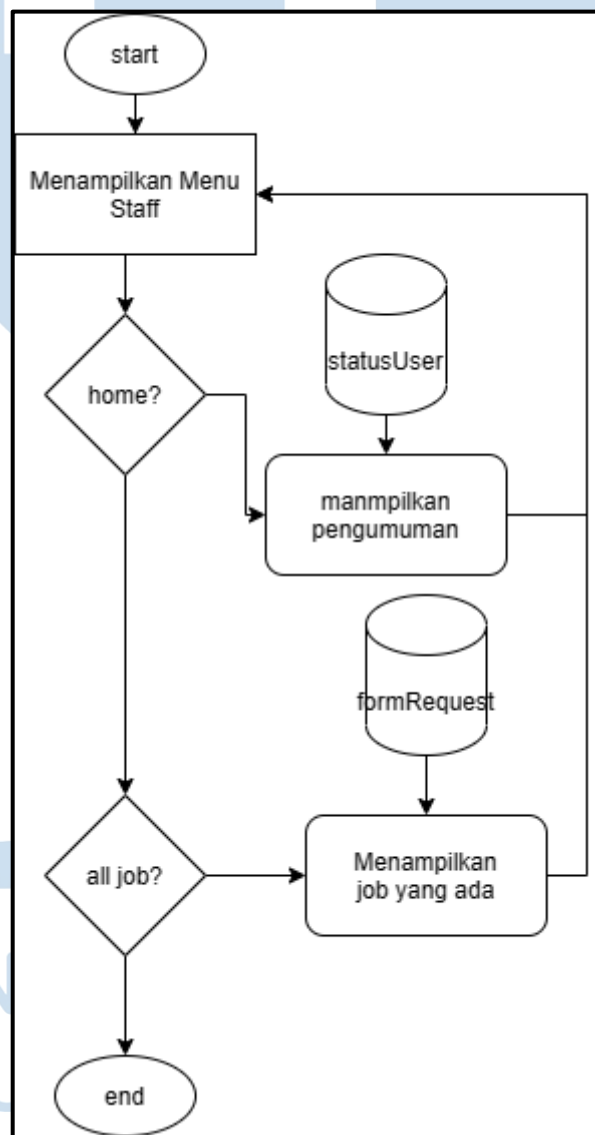 start
Menampilkan Menu
Staff
home?
statusUser
manmpilkan
pengumuman
formRequest
all job?
Menampilkan
job yang ada
end